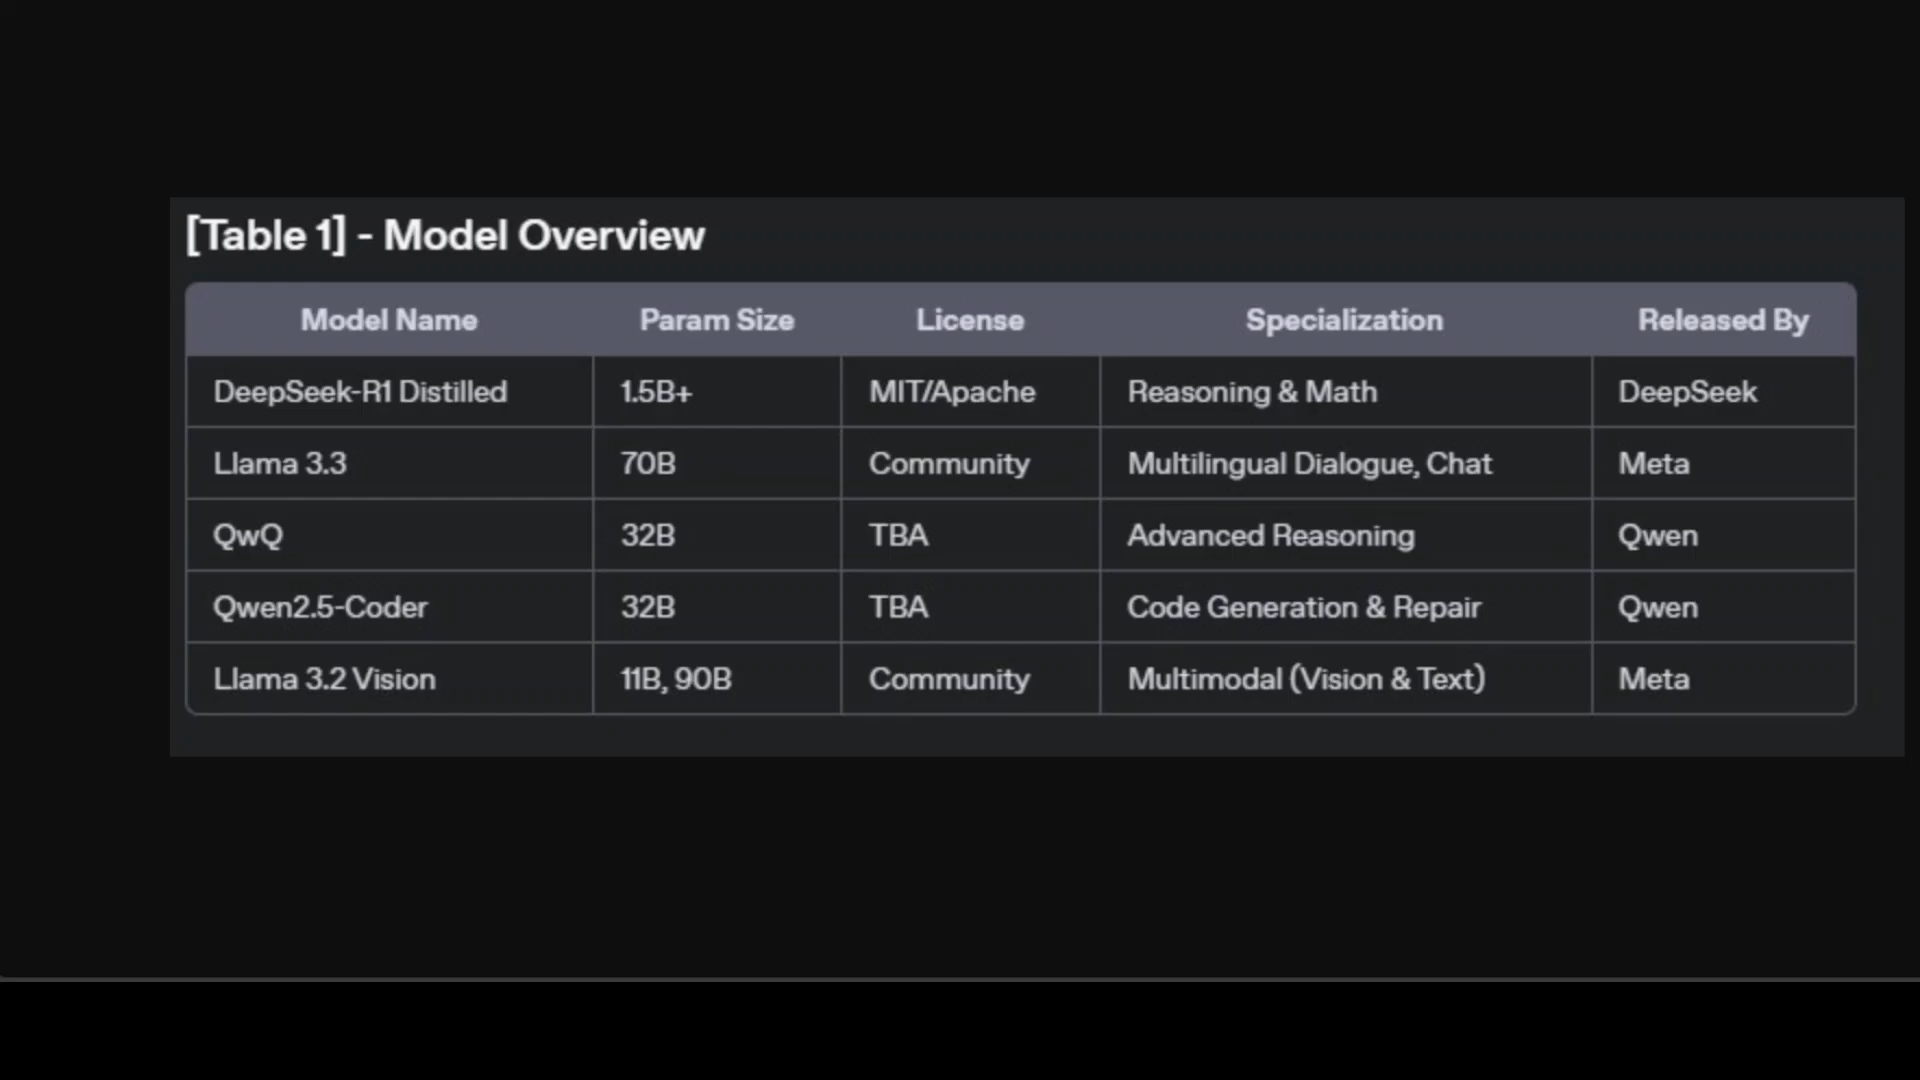 [Table 1] - Model Overview
Model Name Param Size License Specialization Released By
DeepSeek-R1 Distilled 1.5B+ MIT/Apache Reasoning & Math DeepSeek
Llama 3.3 70B Community Multilingual Dialogue, Chat Meta
QwQ 32B TBA Advanced Reasoning Qwen
Qwen2.5-Coder 32B TBA Code Generation & Repair Qwen
Llama 3.2 Vision 11B, 90B Community Multimodal (Vision & Text) Meta